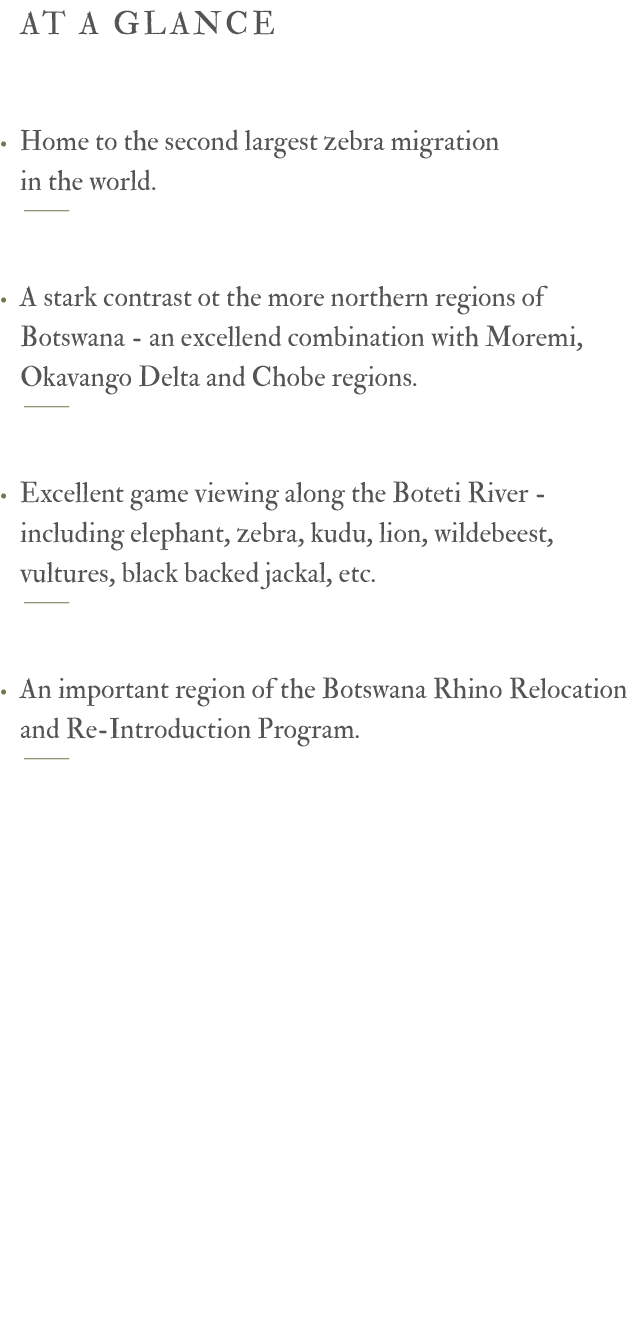 AT A GLANCE
• Home to the second largest zebra migration
in the world.
• A stark contrast ot the more northern regions of
Botswana - an excellend combination with Moremi,
Okavango Delta and Chobe regions.
• Excellent game viewing along the Boteti River -
including elephant, zebra, kudu, lion, wildebeest,
vultures, black backed jackal, etc.
• An important region of the Botswana Rhino Relocation
and Re-Introduction Program.